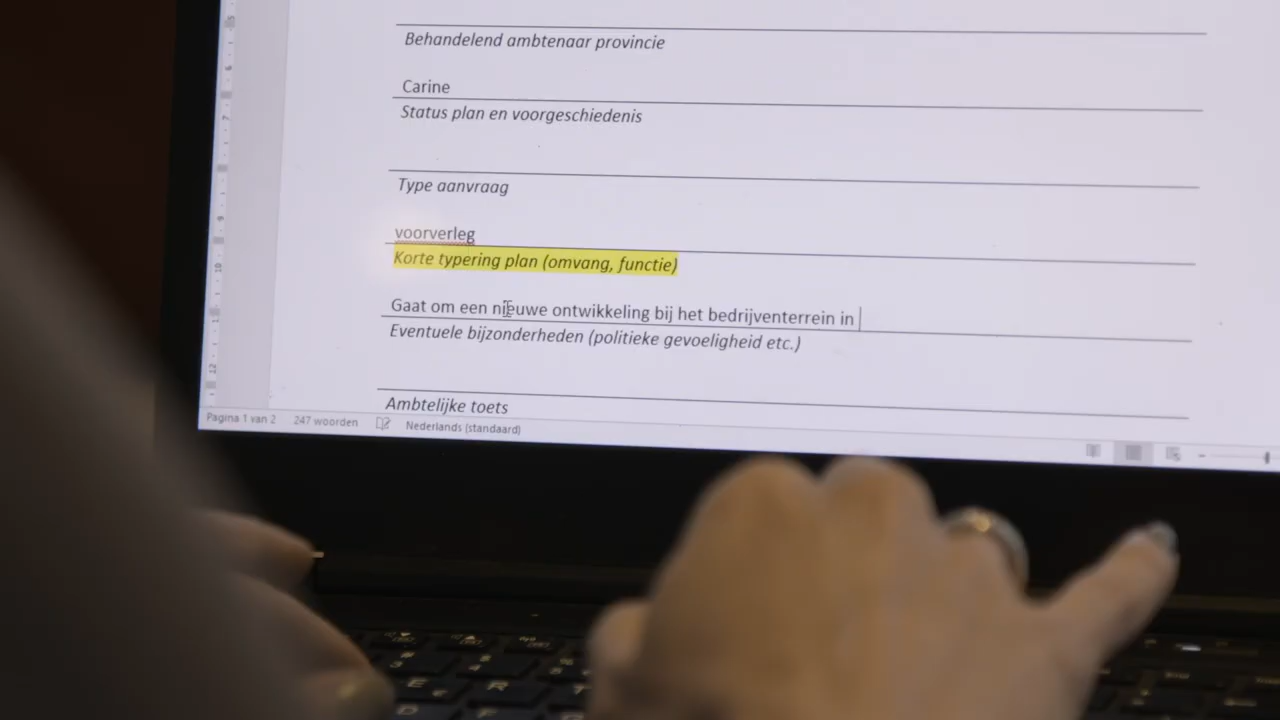 Behandelend ambtenaar provincie
Carine
Status plan en voorgeschiedenis
Type aanvraag
voorverleg
Korte typering plan (omvang, functie)
Gaat om een nieuwe ontwikkeling bij het bedrijventerrein in
Eventuele bijzonderheden (politieke gevoeligheid etc.)
Ambtelijke toets
Pagina 1 van 2 247 woorden Nederlands (standaard)
E R